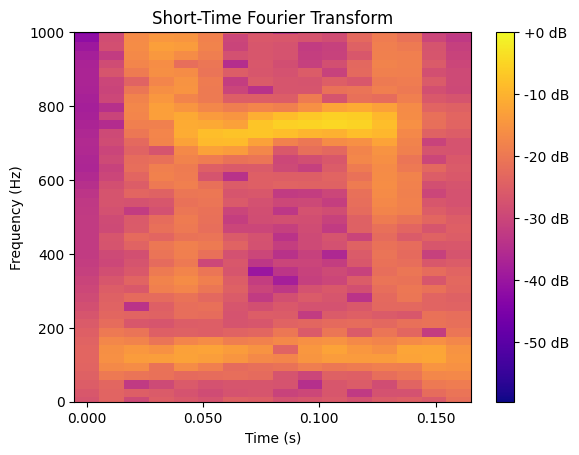 Short-Time Fourier Transform
1000
800
600
400
200
0
Frequency (Hz)
0.000
0.050
0.100
0.150
Time (s)
+0 dB
-10 dB
-20 dB
-30 dB
-40 dB
-50 dB